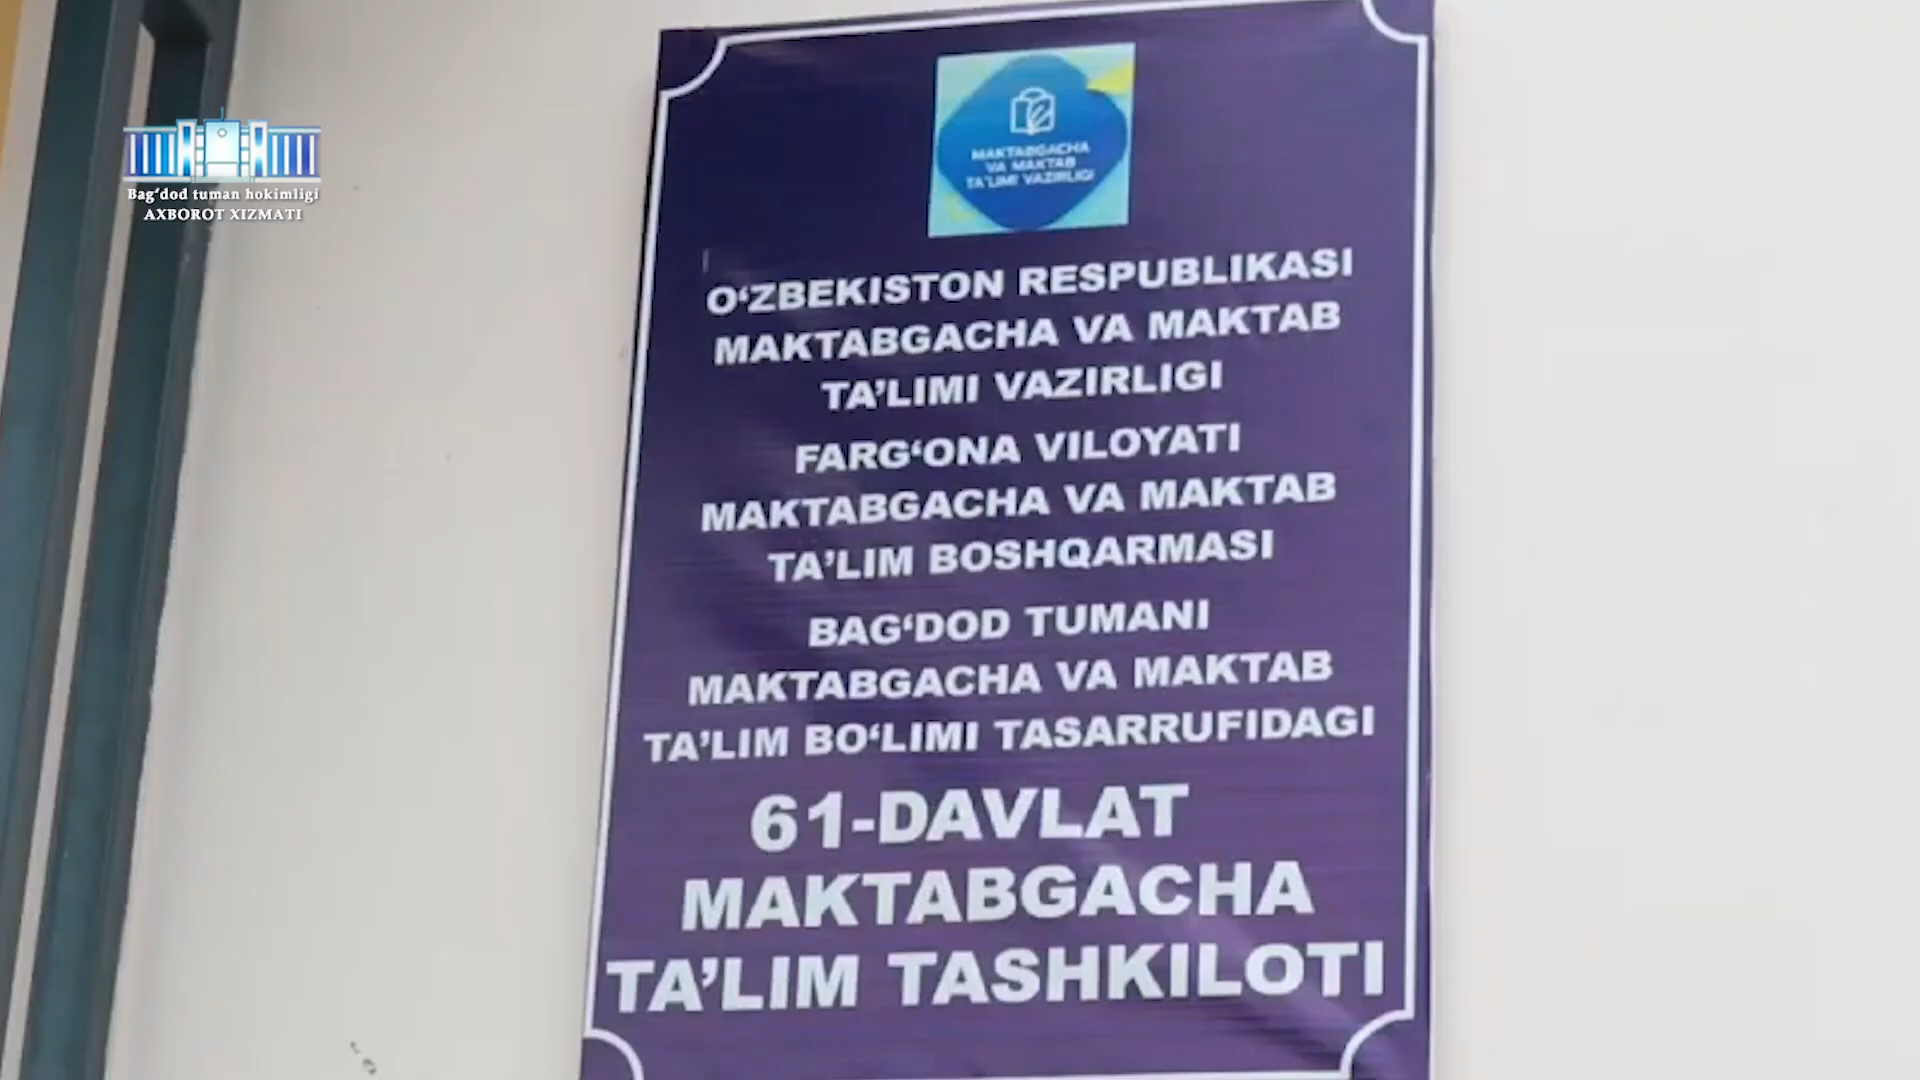 Bag‘dod tuman hokimligi
AXBOROT XIZMATI
MAKTABGACHA
VA MAKTAB
TA'LIMI VAZIRLIGI
O‘ZBEKISTON RESPUBLIKASI
MAKTABGACHA VA MAKTAB
TA’LIMI VAZIRLIGI
FARG‘ONA VILOYATI
MAKTABGACHA VA MAKTAB
TA’LIM BOSHQARMASI
BAG‘DOD TUMANI
MAKTABGACHA VA MAKTAB
TA’LIM BO‘LIMI TASARRUFIDAGI
61-DAVLAT
MAKTABGACHA
TA’LIM TASHKILOTI